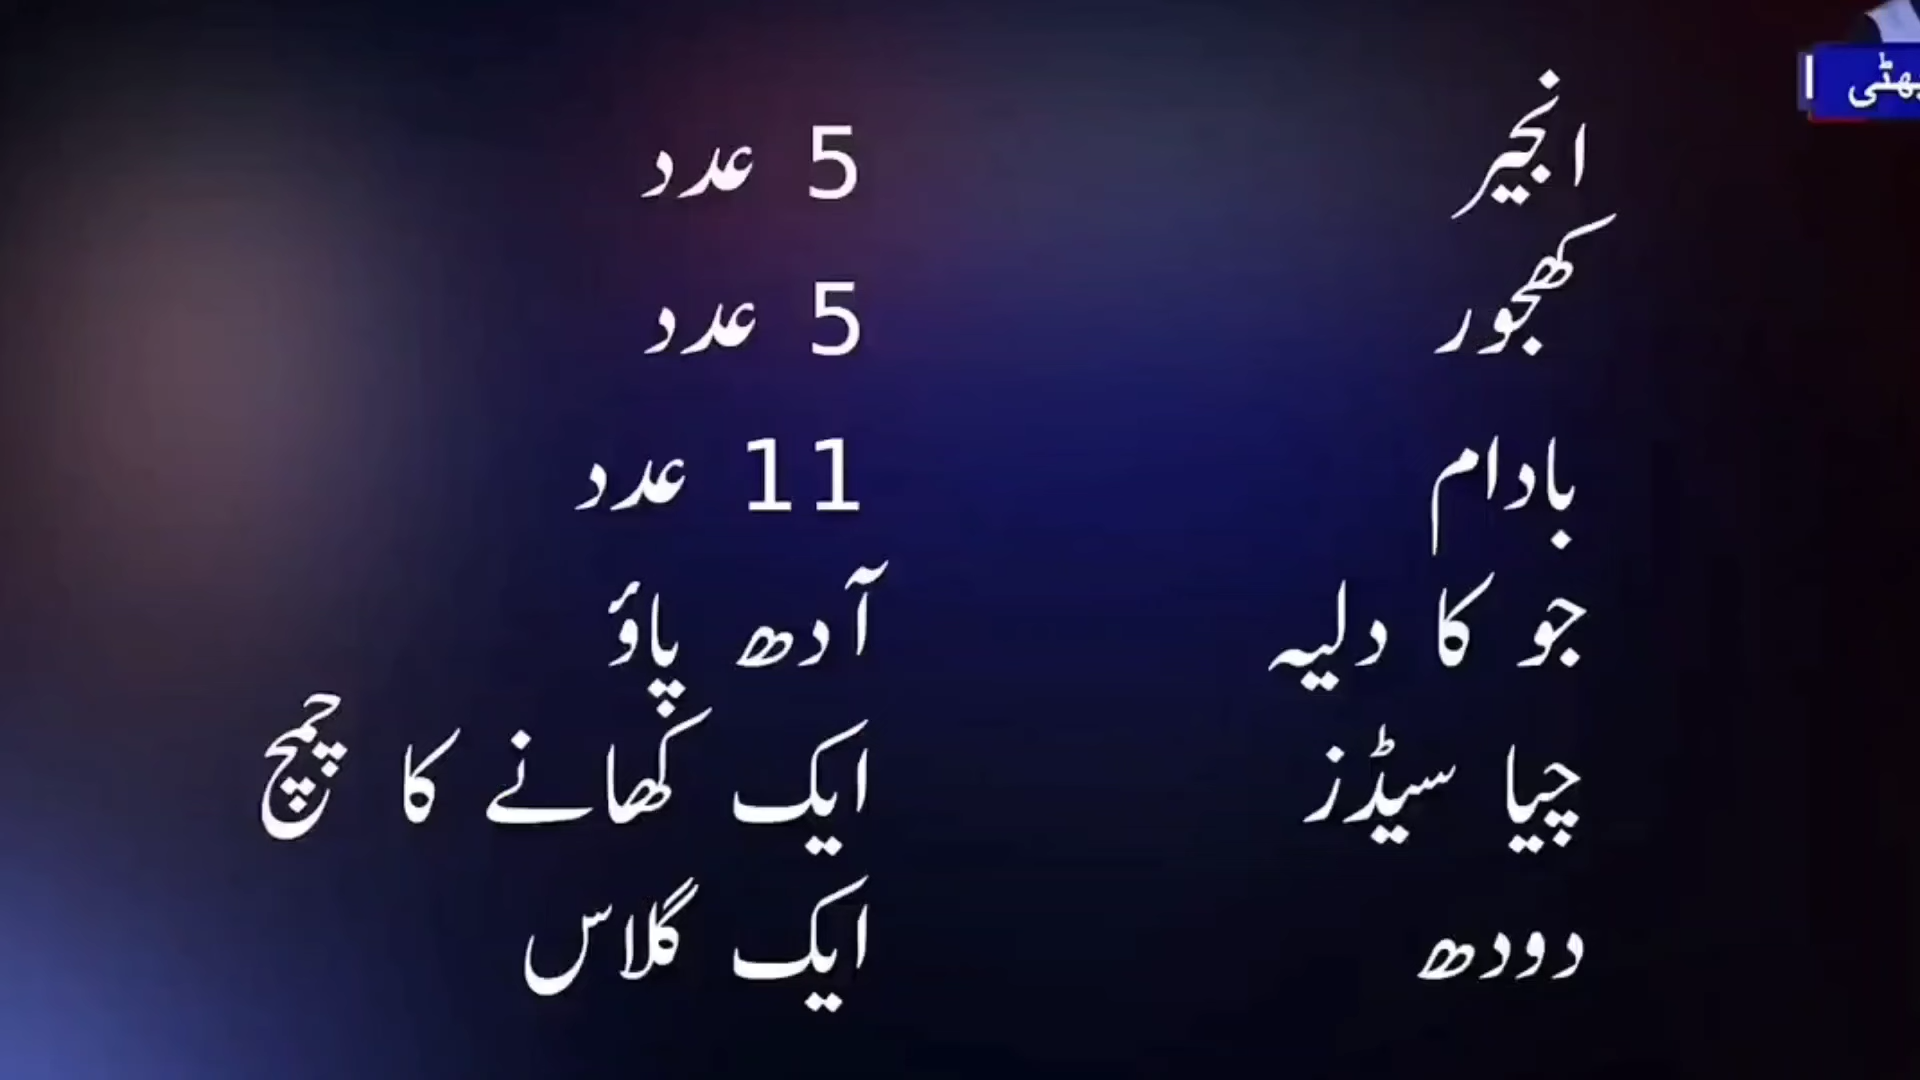 انجیر 5 عدد
کھجور 5 عدد
بادام 11 عدد
جو کا دلیہ آدھ پاؤ
چیا سیڈز ایک کھانے کا چمچ
دودھ ایک گلاس